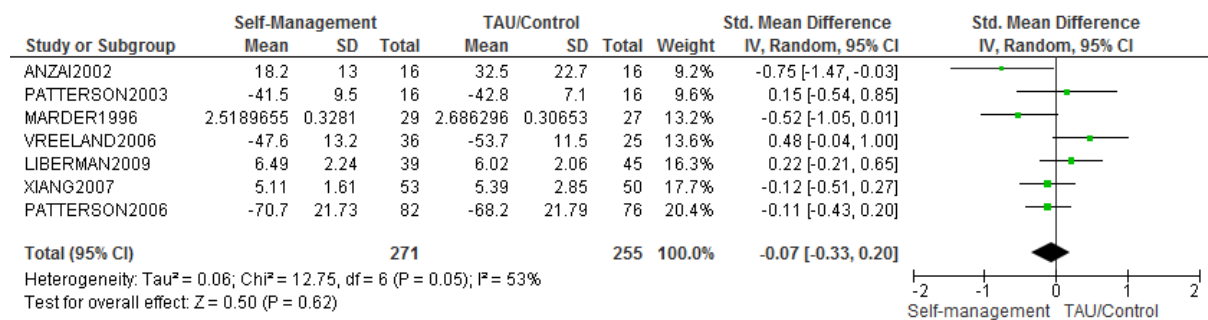 Self-Management TAU/Control Std. Mean Difference Std. Mean Difference
Study or Subgroup Mean SD Total Mean SD Total Weight IV, Random, 95% CI IV, Random, 95% CI
ANZAI2002 18.2 13 16 32.5 22.7 16 9.2% -0.75 [-1.47, -0.03]
PATTERSON2003 -41.5 9.5 16 -42.8 7.1 16 9.6% 0.15 [-0.54, 0.85]
MARDER1996 2.5189655 0.3281 29 2.686296 0.30653 27 13.2% -0.52 [-1.05, 0.01]
VREELAND2006 -47.6 13.2 36 -53.7 11.5 25 13.6% 0.48 [-0.04, 1.00]
LIBERMAN2009 6.49 2.24 39 6.02 2.06 45 16.3% 0.22 [-0.21, 0.65]
XIANG2007 5.11 1.61 53 5.39 2.85 50 17.7% -0.12 [-0.51, 0.27]
PATTERSON2006 -70.7 21.73 82 -68.2 21.79 76 20.4% -0.11 [-0.43, 0.20]
Total (95% CI) 271 255 100.0% -0.07 [-0.33, 0.20]
Heterogeneity: Tau² = 0.06; Chi² = 12.75, df = 6 (P = 0.05); I² = 53%
Test for overall effect: Z = 0.50 (P = 0.62)
-2 -1 0 1 2
Self-management TAU/Control